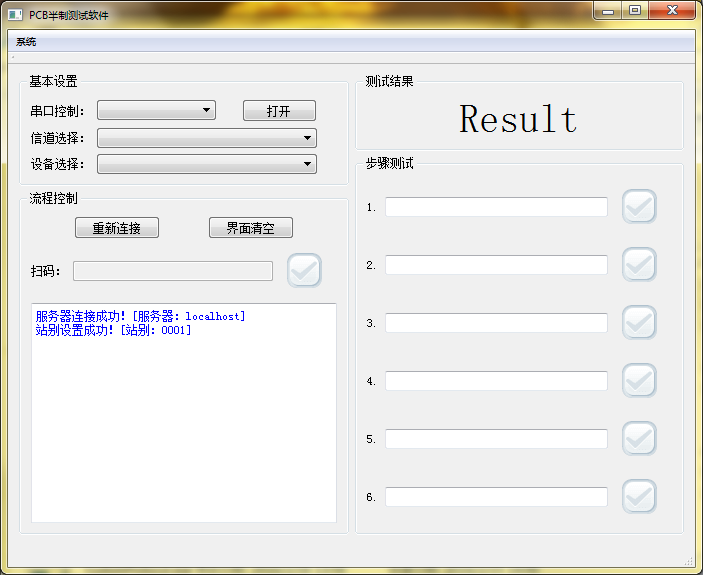 PCB半制测试软件
系统
基本设置
串口控制：
打开
信道选择：
设备选择：
流程控制
重新连接
界面清空
扫码：
服务器连接成功！[服务器：localhost]
站别设置成功！[站别：0001]
测试结果
Result
步骤测试
1.
2.
3.
4.
5.
6.